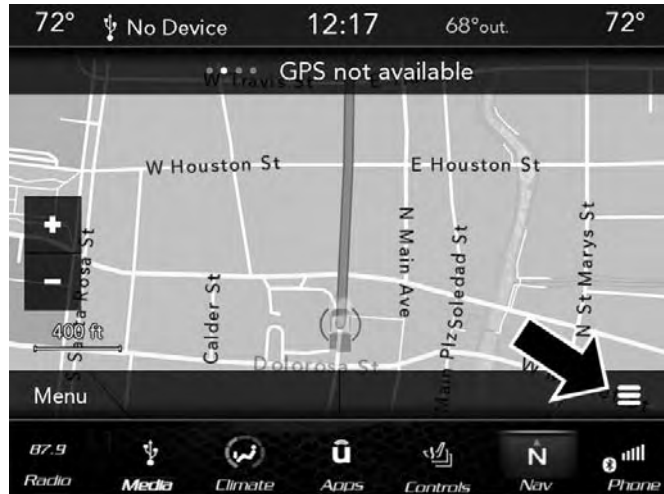 72° No Device 12:17 68°out. 72°
GPS not available
W Travis St
W Houston St
E Houston St
N Main Ave
Soledad St
N St Marys St
S Santa Rosa St
Calder St
Main Plz
400 ft
Dolorosa St
Menu
87.9
Radio Media Climate Apps Controls Nav Phone